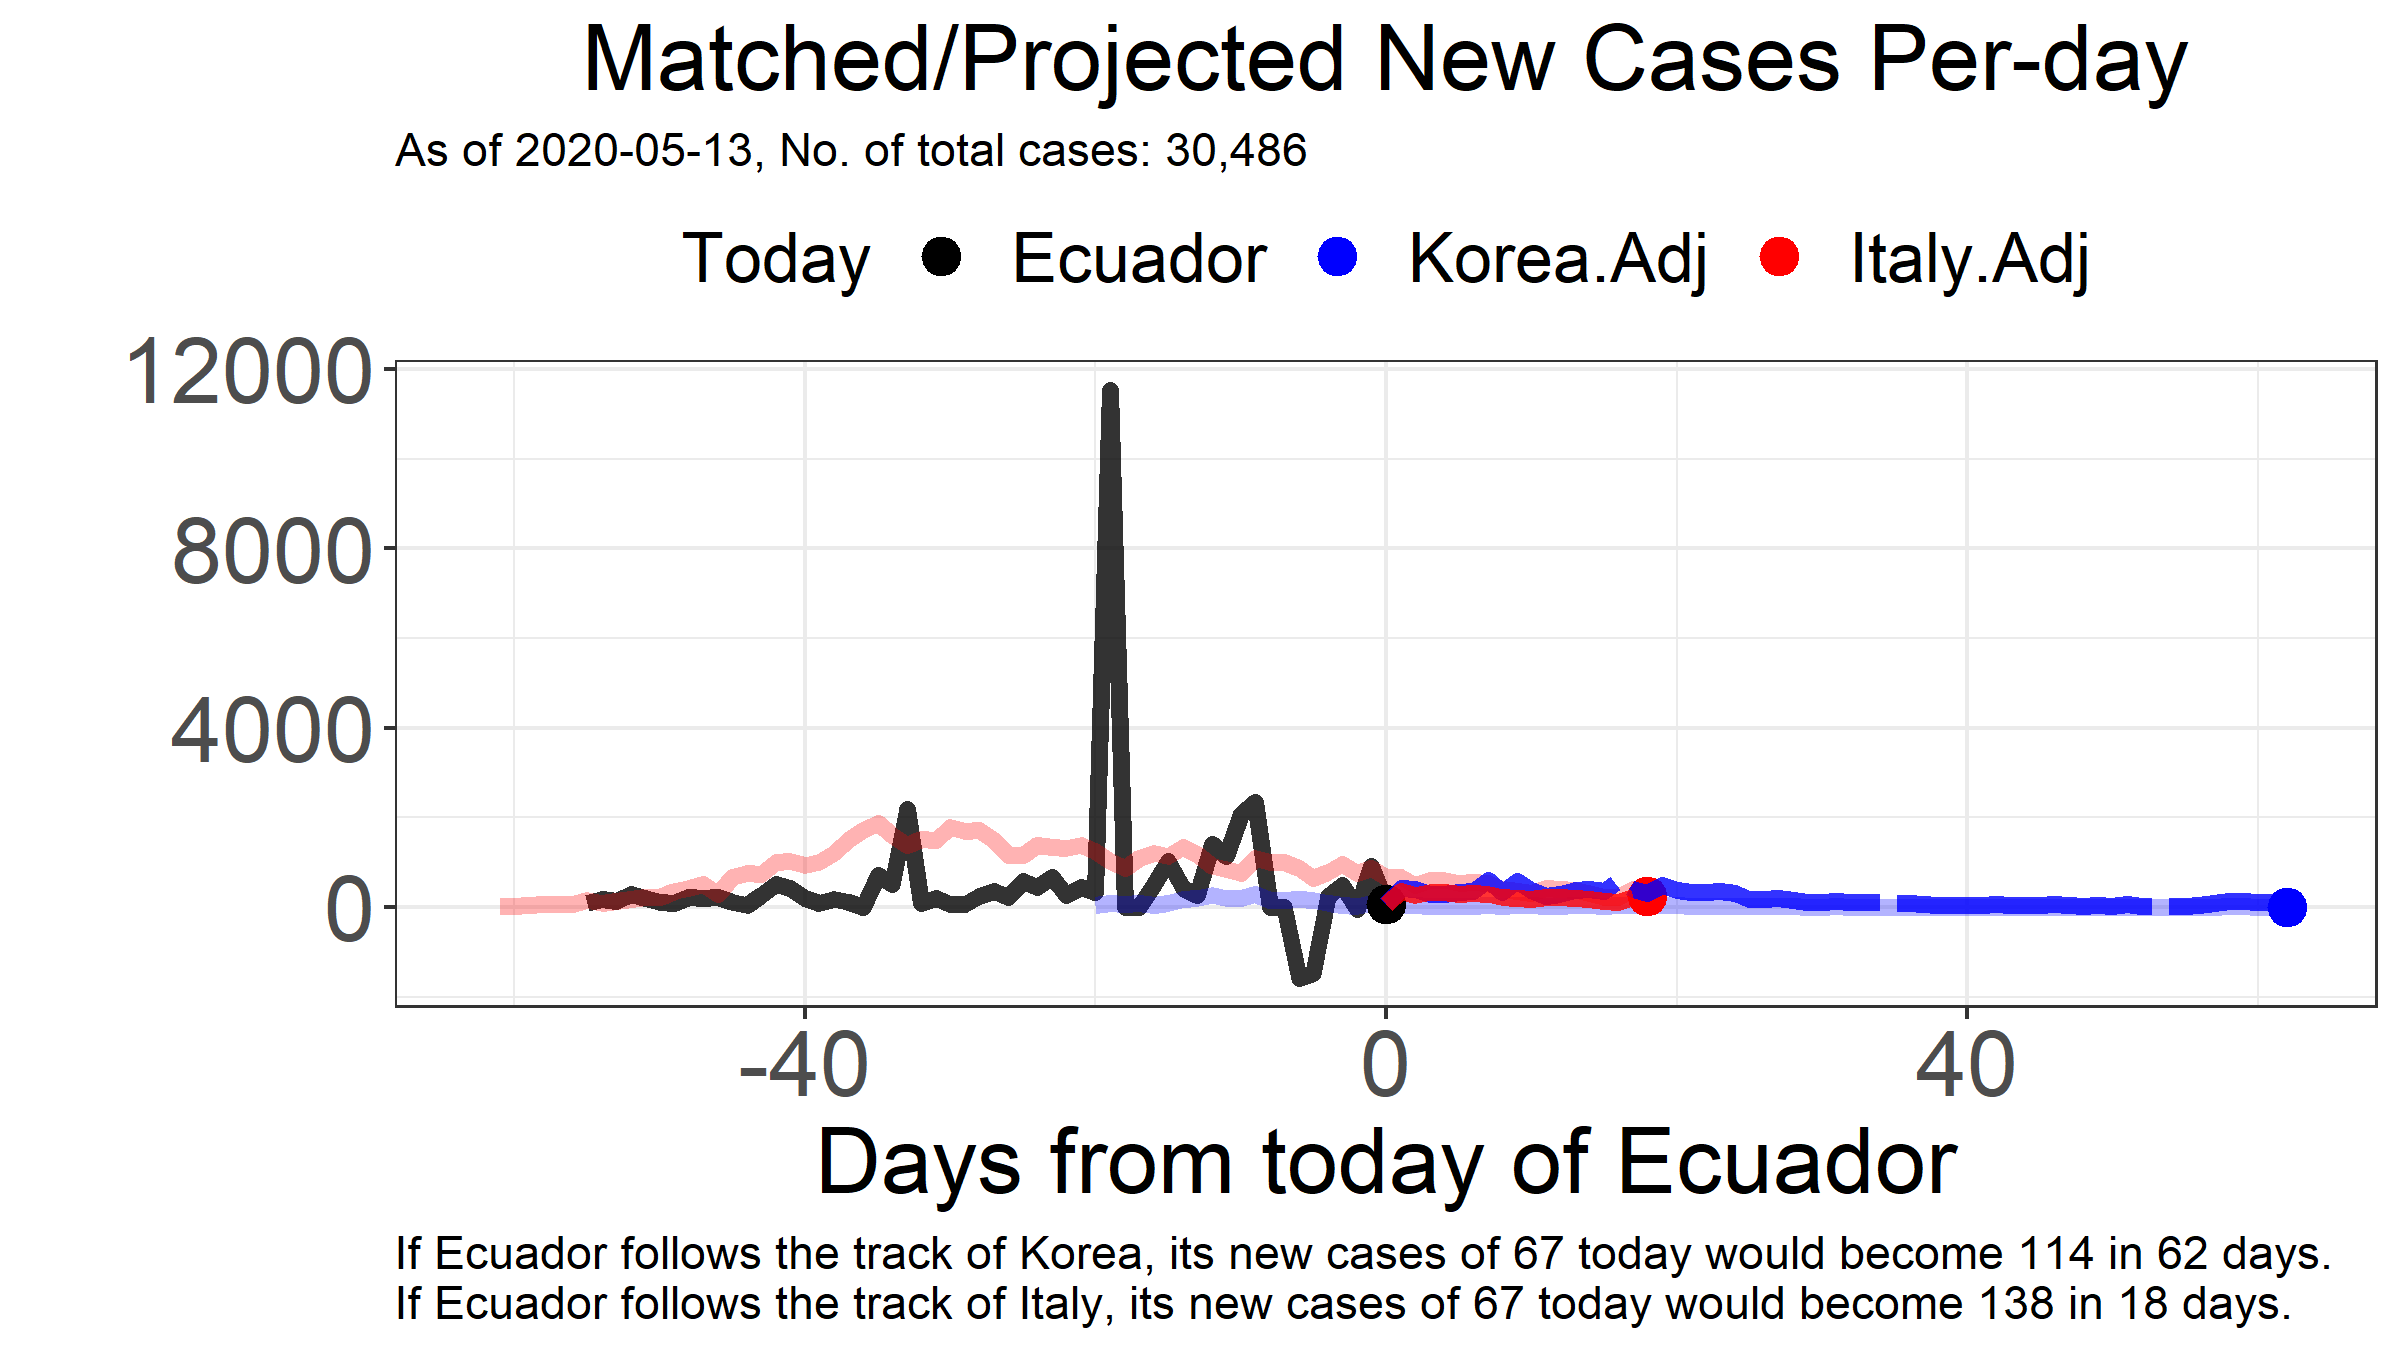 Matched/Projected New Cases Per-day
As of 2020-05-13, No. of total cases: 30,486
Today Ecuador Korea.Adj Italy.Adj
12000
8000
4000
0
-40 0 40
Days from today of Ecuador
If Ecuador follows the track of Korea, its new cases of 67 today would become 114 in 62 days.
If Ecuador follows the track of Italy, its new cases of 67 today would become 138 in 18 days.